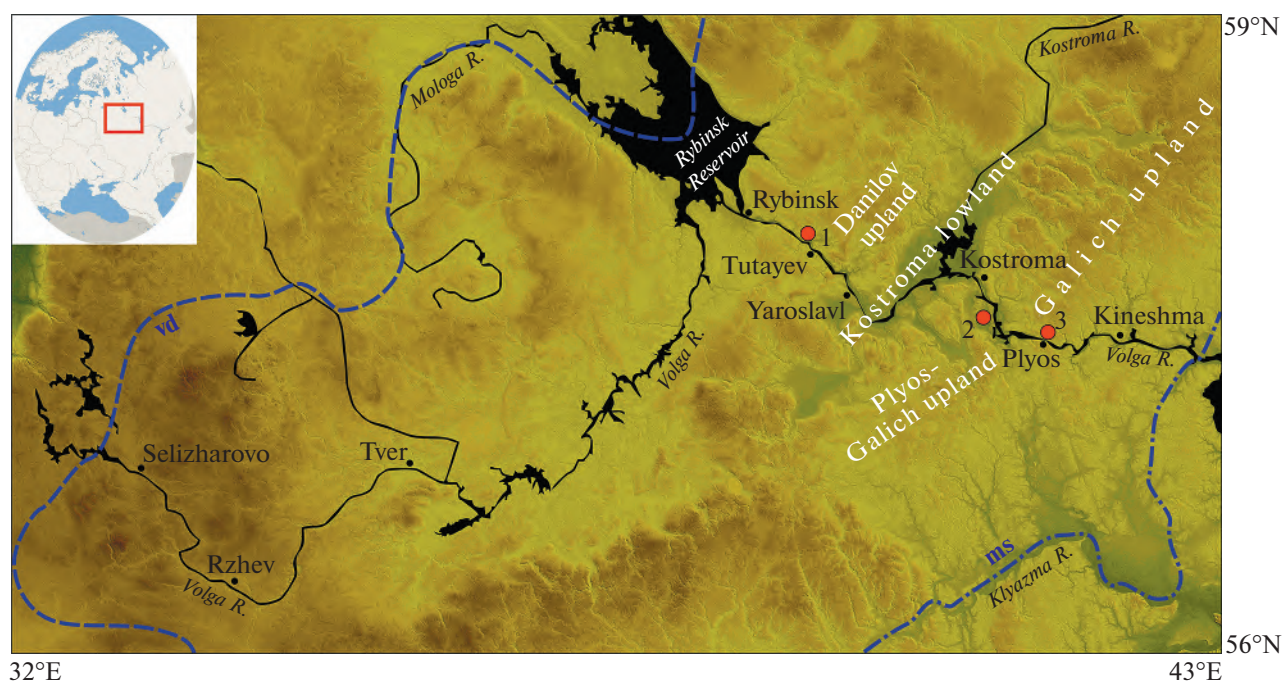 59°N
Kostroma R.
Mologa R.
Rybinsk
Reservoir
Rybinsk
Danilov
upland
Galich upland
Kostroma lowland
1
Tutayev
Kostroma
Yaroslavl
2
3
Kineshma
Plyos
Volga R.
vd
Volga R.
Plyos-
Galich upland
Selizharovo
Tver
ms
Klyazma R.
Rzhev
Volga R.
56°N
32°E
43°E